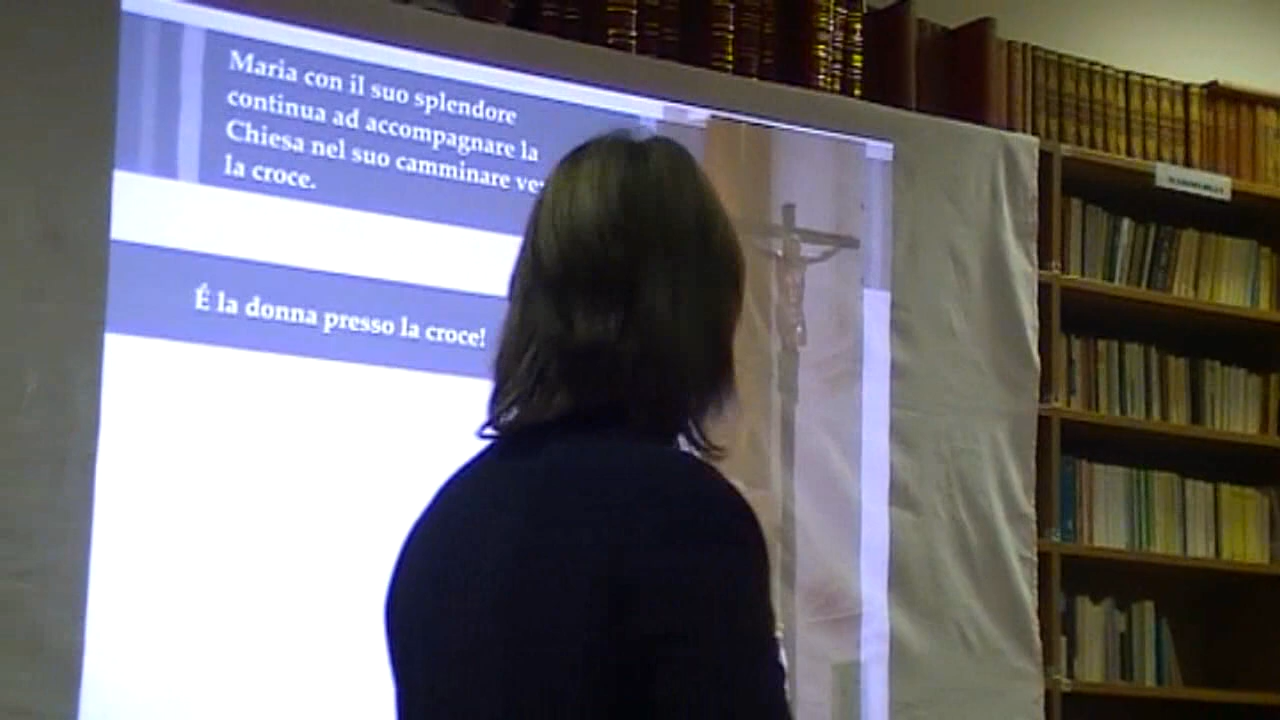 Maria con il suo splendore
continua ad accompagnare la
Chiesa nel suo camminare ve
la croce.
É la donna presso la croce!